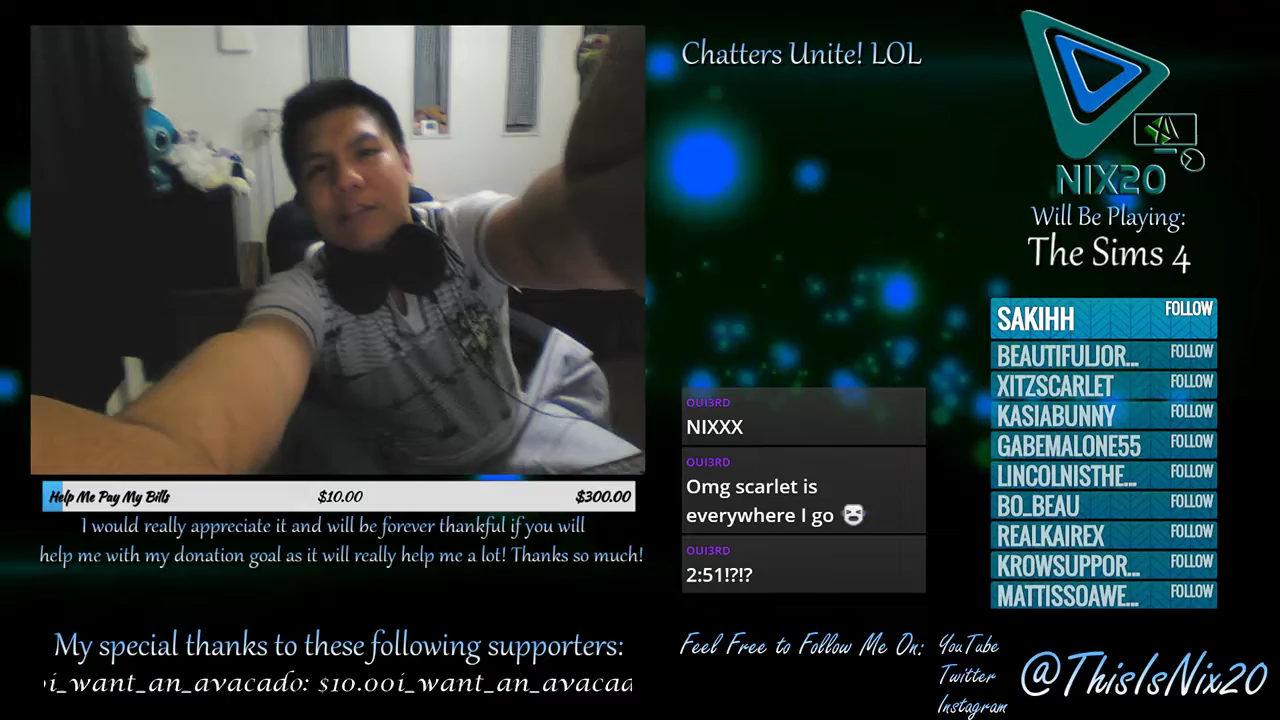 Chatters Unite! LOL
NIX20
Will Be Playing:
The Sims 4
SAKIHH FOLLOW
BEAUTIFULJOR... FOLLOW
XITZSCARLET FOLLOW
KASIABUNNY FOLLOW
GABEMALONE55 FOLLOW
LINCOLNISTHE... FOLLOW
BO_BEAU FOLLOW
REALKAIREX FOLLOW
KROWSUPPOR... FOLLOW
MATTISSOAWE... FOLLOW
OUI3RD
NIXXX
OUI3RD
Omg scarlet is
everywhere I go
OUI3RD
2:51!?!?
Help Me Pay My Bills $10.00 $300.00
I would really appreciate it and will be forever thankful if you will
help me with my donation goal as it will really help me a lot! Thanks so much!
My special thanks to these following supporters:
i_want_an_avacado: $10.00i_want_an_avacad
Feel Free to Follow Me On:
YouTube
Twitter
Instagram
@ThisIsNix20